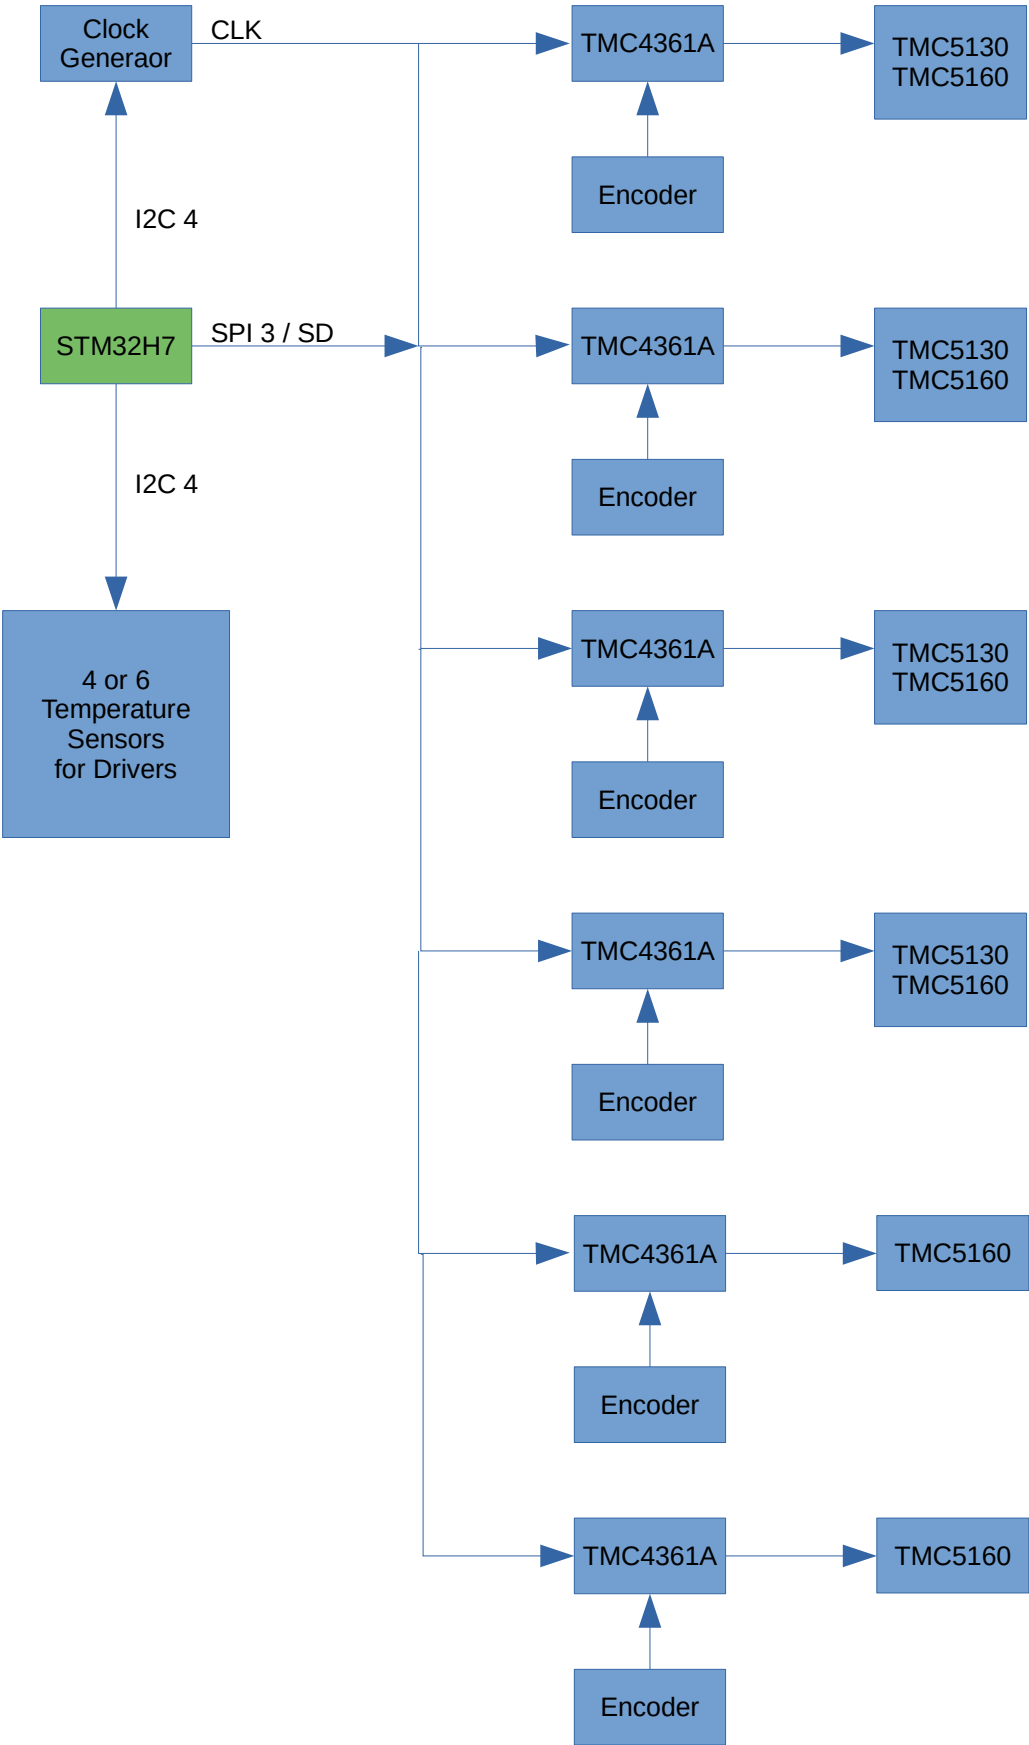 Clock
Generaor
CLK
TMC4361A
TMC5130
TMC5160
Encoder
I2C 4
STM32H7
SPI 3 / SD
TMC4361A
TMC5130
TMC5160
I2C 4
Encoder
4 or 6
Temperature
Sensors
for Drivers
TMC4361A
TMC5130
TMC5160
Encoder
TMC4361A
TMC5130
TMC5160
Encoder
TMC4361A
TMC5160
Encoder
TMC4361A
TMC5160
Encoder